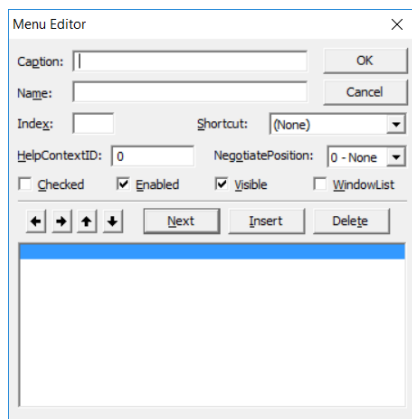 Menu Editor
Caption: OK
Name: Cancel
Index: Shortcut: (None)
HelpContextID: 0 NegotiatePosition: 0 - None
Checked Enabled Visible WindowList
Next Insert Delete